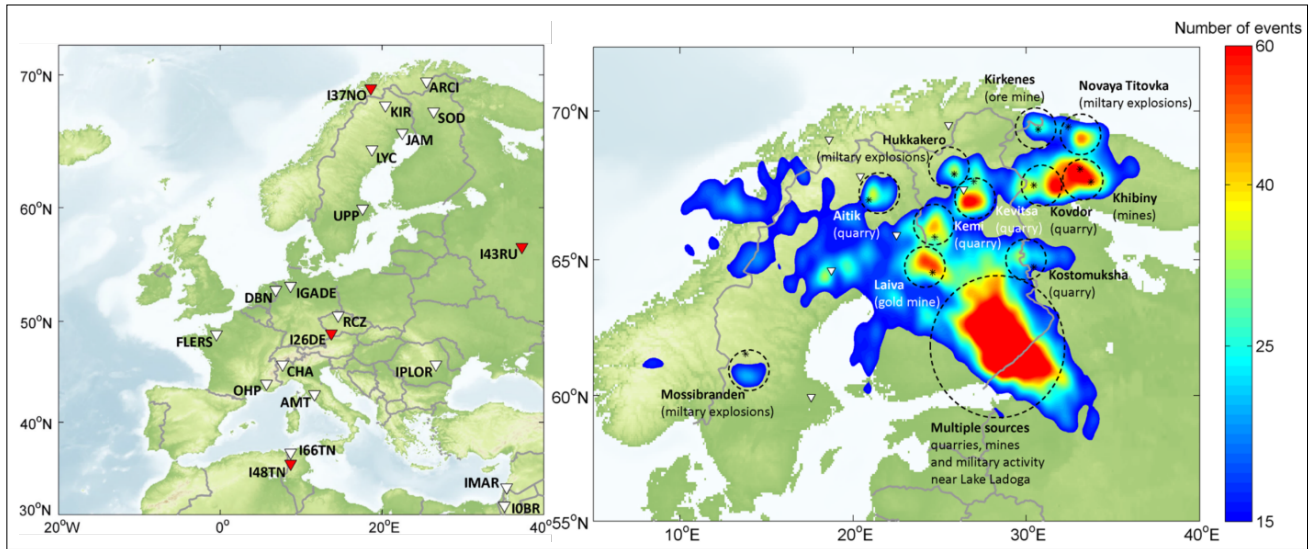 70°N
60°N
50°N
40°N
30°N
20°W
0°
20°E
40°E
I37NO
ARCI
KIR
SOD
JAM
LYC
UPP
I43RU
DBN
IGADE
RCZ
FLERS
I26DE
CHA
IPLOR
OHP
AMT
I66TN
I48TN
IMAR
I0BR
Number of events
60
40
25
15
70°N
65°N
60°N
55°N
10°E
20°E
30°E
40°E
Kirkenes
(ore mine)
Novaya Titovka
(miltary explosions)
Hukkakero
(miltary explosions)
Aitik
(quarry)
Kemi
(quarry)
Kevitsa
(quarry)
Kovdor
(quarry)
Khibiny
(mines)
Laiva
(gold mine)
Kostomuksha
(quarry)
Mossibranden
(miltary explosions)
Multiple sources
quarries, mines
and military activity
near Lake Ladoga